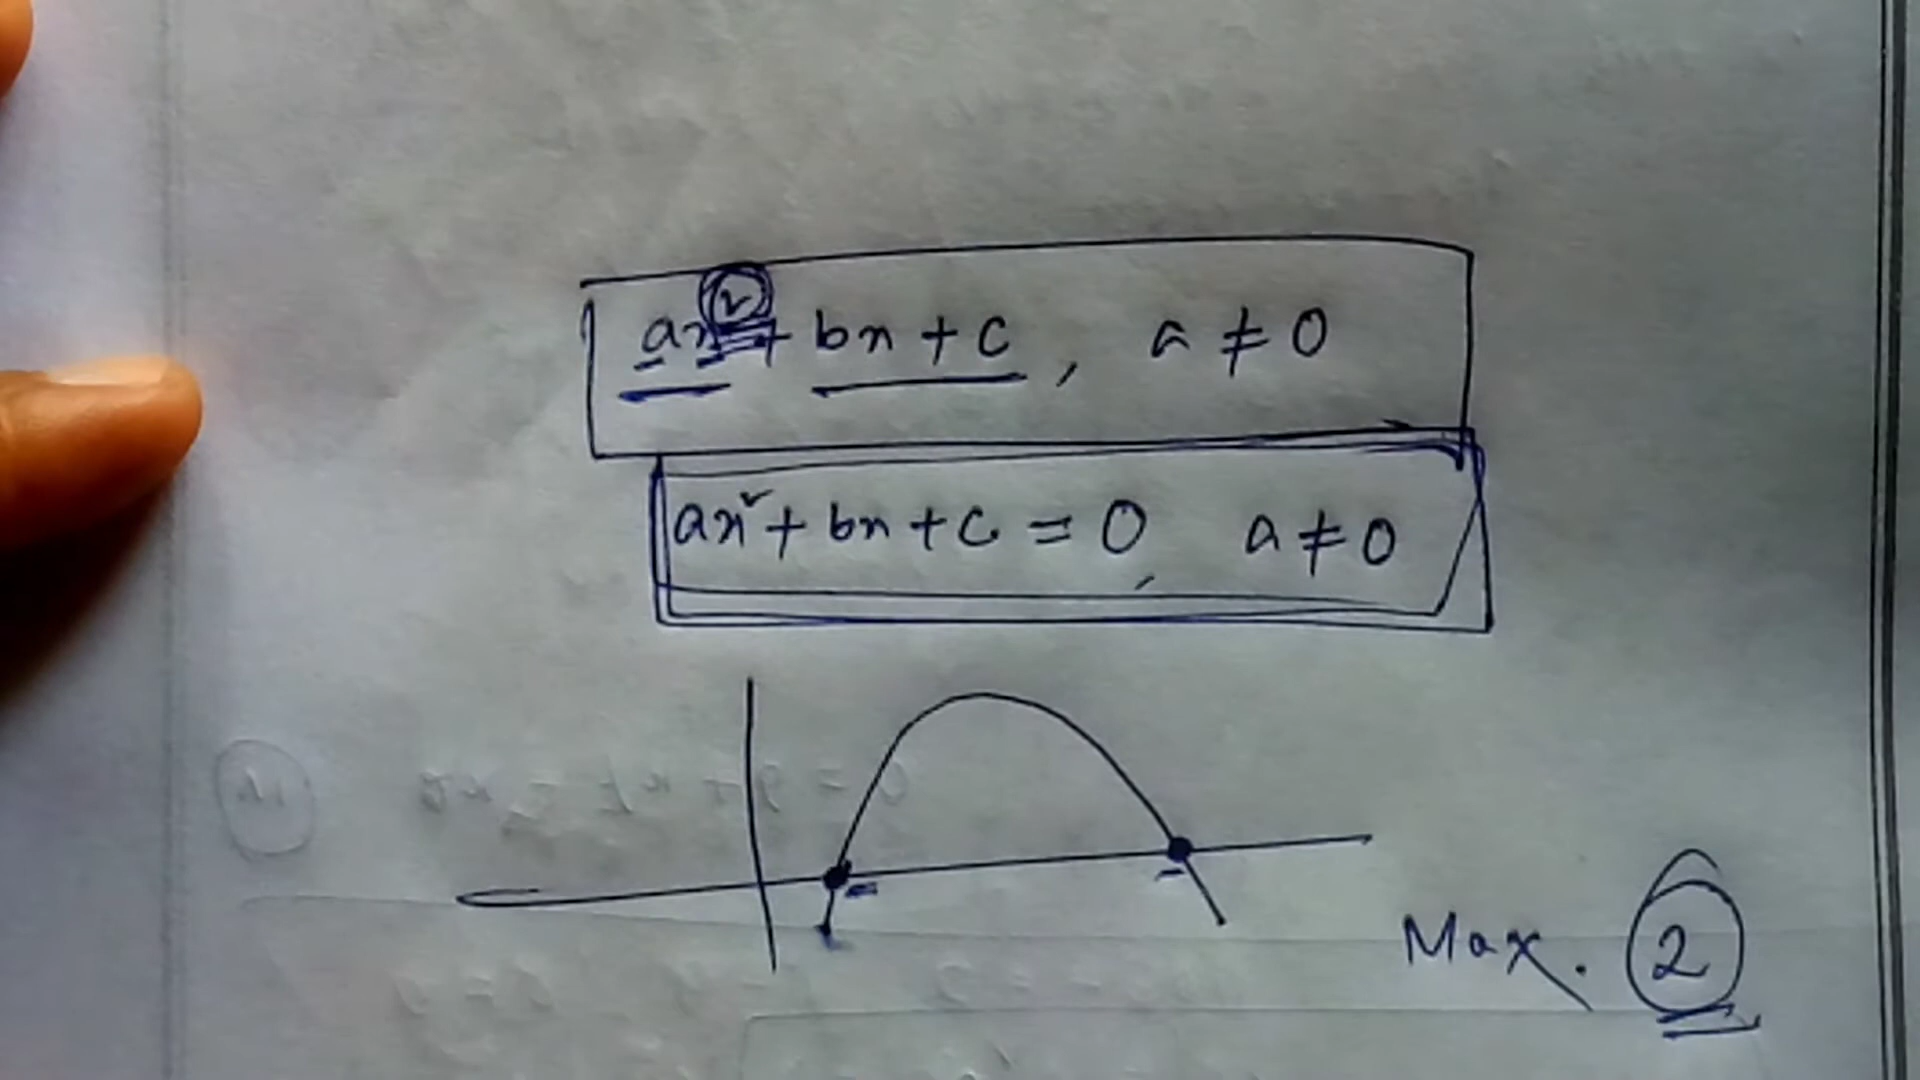 ax² + bx + c, a ≠ 0
ax² + bx + c = 0, a ≠ 0
Max. 2